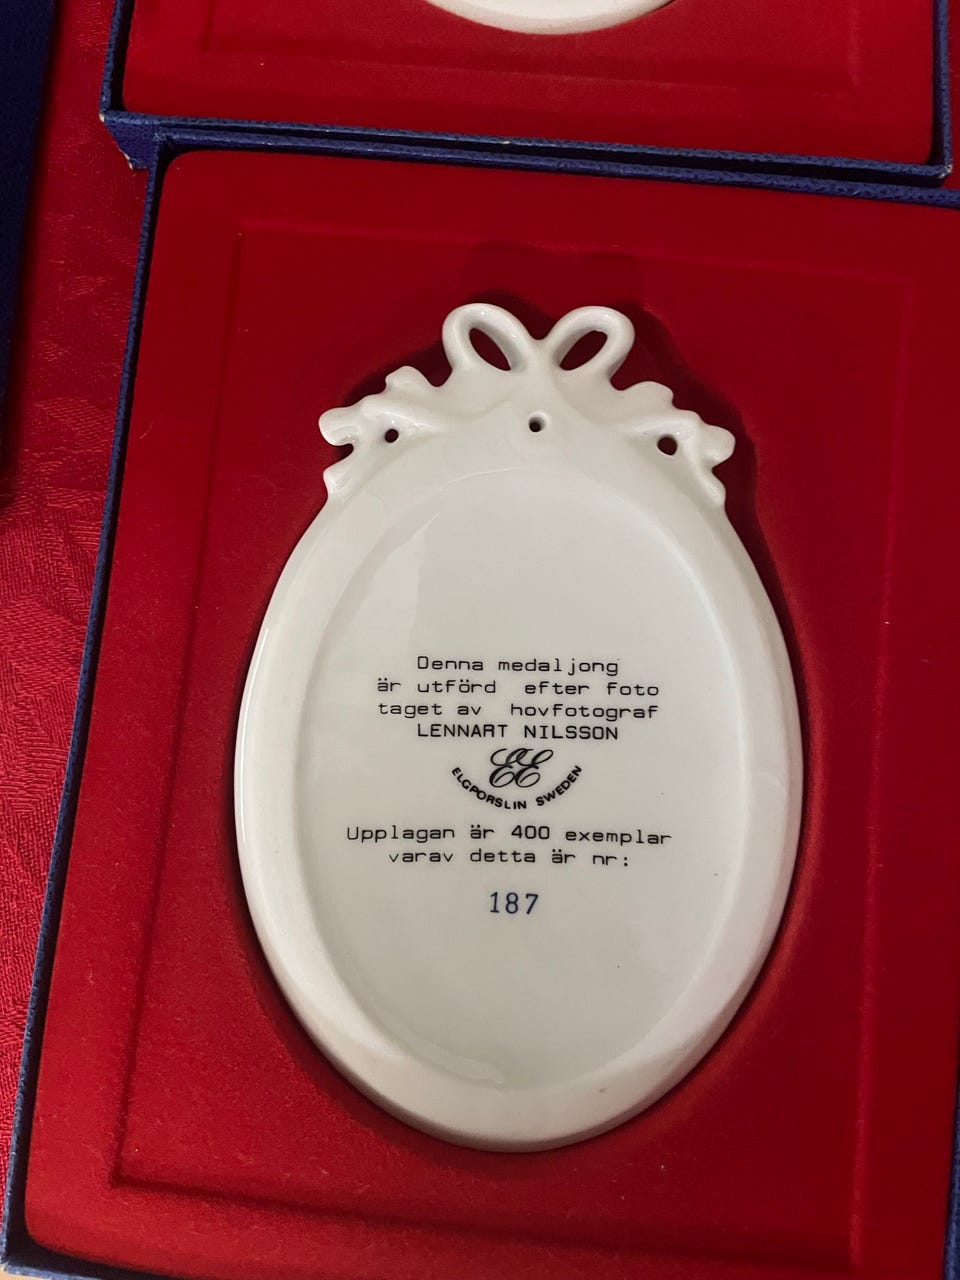 Denna medaljong
är utförd efter foto
taget av hovfotograf
LENNART NILSSON
EE
ELGPORSLIN SWEDEN
Upplagan är 400 exemplar
varav detta är nr:
187